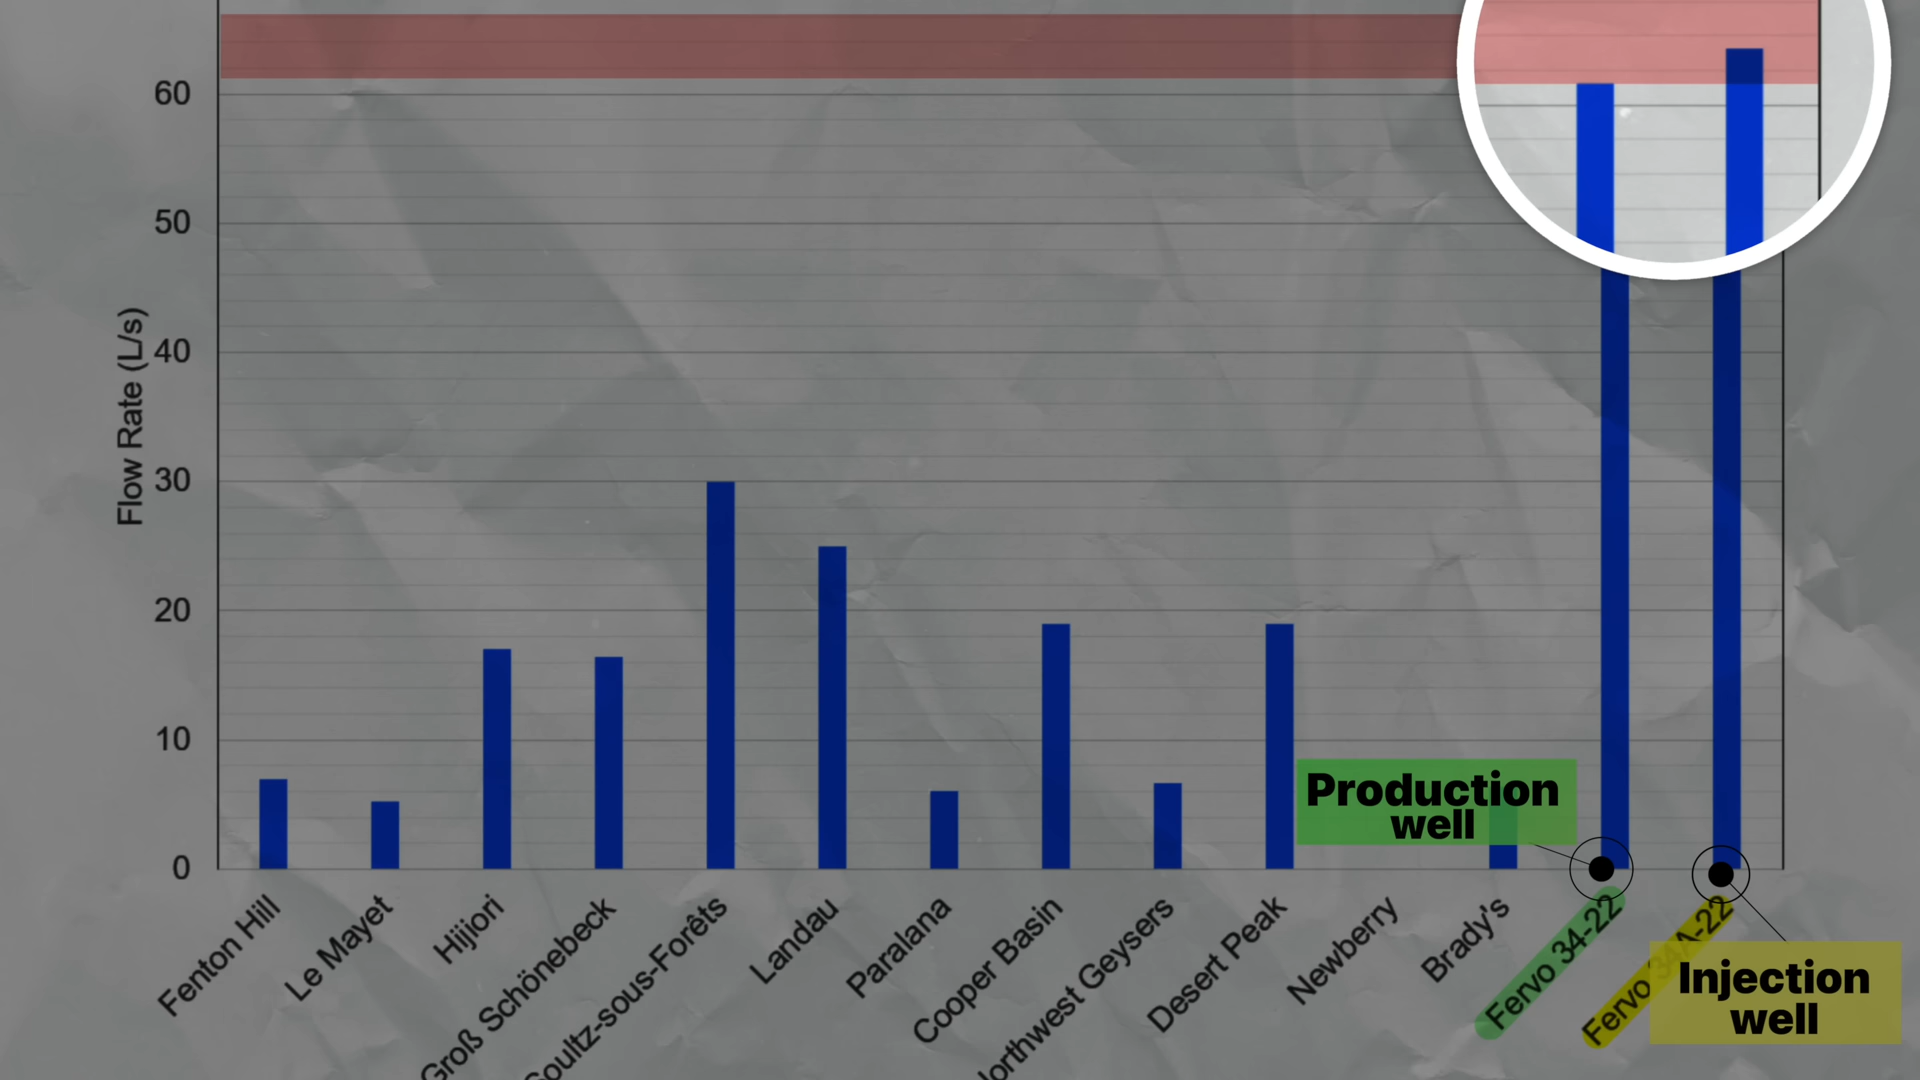 60
50
40
30
20
10
0
Flow Rate (L/s)
Production
well
Fenton Hill
Le Mayet
Hijiori
Groß Schönebeck
Soultz-sous-Forêts
Landau
Paralana
Cooper Basin
Northwest Geysers
Desert Peak
Newberry
Brady's
Fervo 34-22
Fervo 34A-22
Injection
well